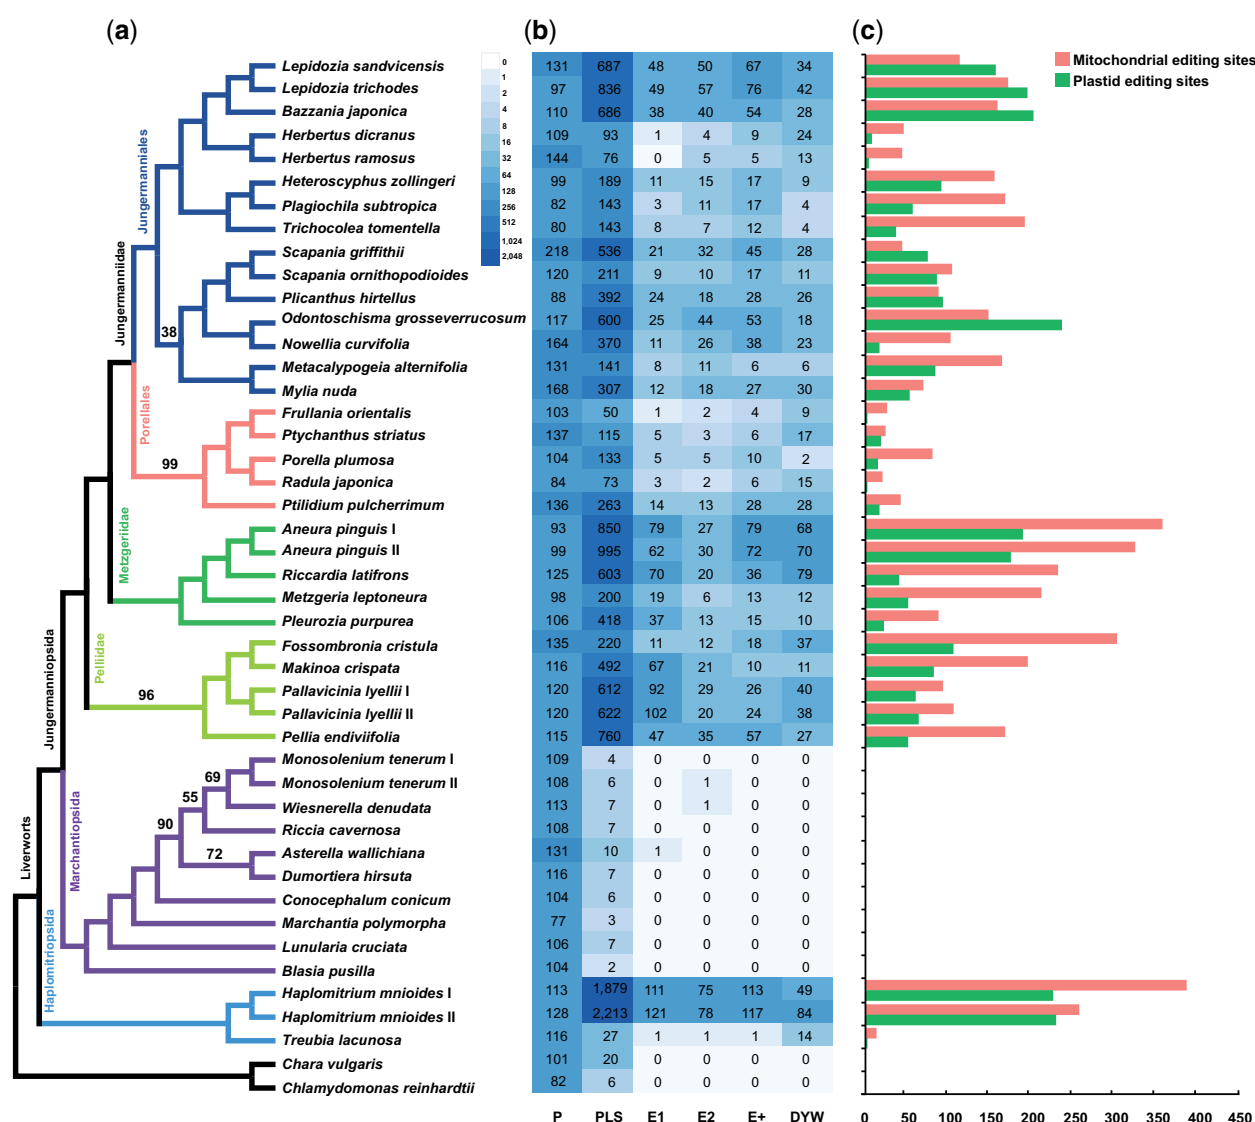 (a) (b) (c)
0
1
2
4
8
16
32
64
128
256
512
1,024
2,048
Mitochondrial editing sites
Plastid editing sites
Liverworts
Jungermanniopsida
Jungermanniidae
Jungermanniales
Porellales
Metzgeriidae
Pelliidae
Marchantiopsida
Haplomitriopsida
38
99
96
69
55
90
72
Lepidozia sandvicensis 131 687 48 50 67 34
Lepidozia trichodes 97 836 49 57 76 42
Bazzania japonica 110 686 38 40 54 28
Herbertus dicranus 109 93 1 4 9 24
Herbertus ramosus 144 76 0 5 5 13
Heteroscyphus zollingeri 99 189 11 15 17 9
Plagiochila subtropica 82 143 3 11 17 4
Trichocolea tomentella 80 143 8 7 12 4
Scapania griffithii 218 536 21 32 45 28
Scapania ornithopodioides 120 211 9 10 17 11
Plicanthus hirtellus 88 392 24 18 28 26
Odontoschisma grosseverrucosum 117 600 25 44 53 18
Nowellia curvifolia 164 370 11 26 38 23
Metacalypogeia alternifolia 131 141 8 11 6 6
Mylia nuda 168 307 12 18 27 30
Frullania orientalis 103 50 1 2 4 9
Ptychanthus striatus 137 115 5 3 6 17
Porella plumosa 104 133 5 5 10 2
Radula japonica 84 73 3 2 6 15
Ptilidium pulcherrimum 136 263 14 13 28 28
Aneura pinguis I 93 850 79 27 79 68
Aneura pinguis II 99 995 62 30 72 70
Riccardia latifrons 125 603 70 20 36 79
Metzgeria leptoneura 98 200 19 6 13 12
Pleurozia purpurea 106 418 37 13 15 10
Fossombronia cristula 135 220 11 12 18 37
Makinoa crispata 116 492 67 21 10 11
Pallavicinia lyellii I 120 612 92 29 26 40
Pallavicinia lyellii II 120 622 102 20 24 38
Pellia endiviifolia 115 760 47 35 57 27
Monosolenium tenerum I 109 4 0 0 0 0
Monosolenium tenerum II 108 6 0 1 0 0
Wiesnerella denudata 113 7 0 1 0 0
Riccia cavernosa 108 7 0 0 0 0
Asterella wallichiana 131 10 1 0 0 0
Dumortiera hirsuta 116 7 0 0 0 0
Conocephalum conicum 104 6 0 0 0 0
Marchantia polymorpha 77 3 0 0 0 0
Lunularia cruciata 106 7 0 0 0 0
Blasia pusilla 104 2 0 0 0 0
Haplomitrium mnioides I 113 1,879 111 75 113 49
Haplomitrium mnioides II 128 2,213 121 78 117 84
Treubia lacunosa 116 27 1 1 1 14
Chara vulgaris 101 20 0 0 0 0
Chlamydomonas reinhardtii 82 6 0 0 0 0
P PLS E1 E2 E+ DYW
0 50 100 150 200 250 300 350 400 450